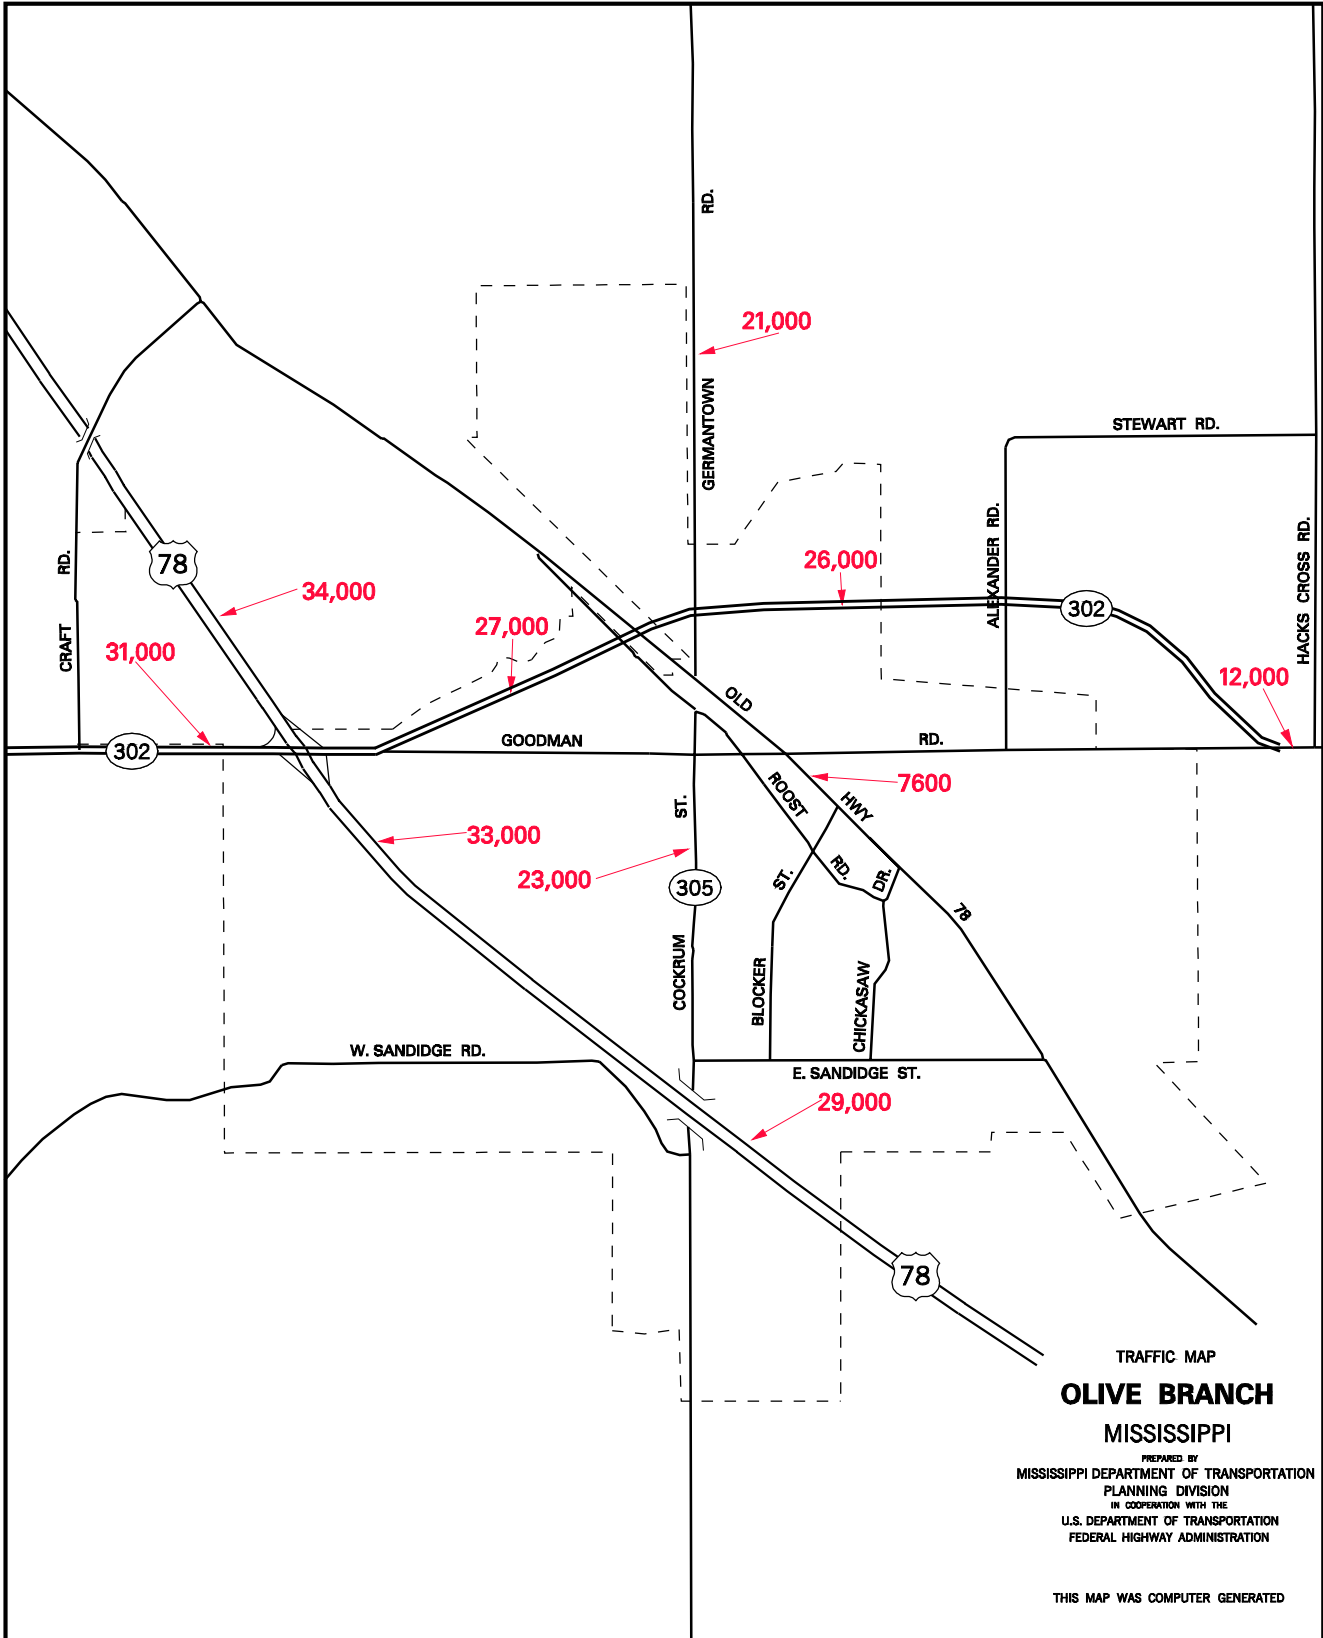 RD.
21,000
GERMANTOWN
STEWART RD.
ALEXANDER RD.
HACKS CROSS RD.
RD.
CRAFT
78
34,000
26,000
302
27,000
31,000
12,000
OLD
302
GOODMAN
RD.
7600
ROOST
HWY
ST.
33,000
23,000
305
ST.
RD.
DR.
78
COCKRUM
BLOCKER
CHICKASAW
W. SANDIDGE RD.
E. SANDIDGE ST.
29,000
78
TRAFFIC MAP
OLIVE BRANCH
MISSISSIPPI
PREPARED BY
MISSISSIPPI DEPARTMENT OF TRANSPORTATION
PLANNING DIVISION
IN COOPERATION WITH THE
U.S. DEPARTMENT OF TRANSPORTATION
FEDERAL HIGHWAY ADMINISTRATION
THIS MAP WAS COMPUTER GENERATED